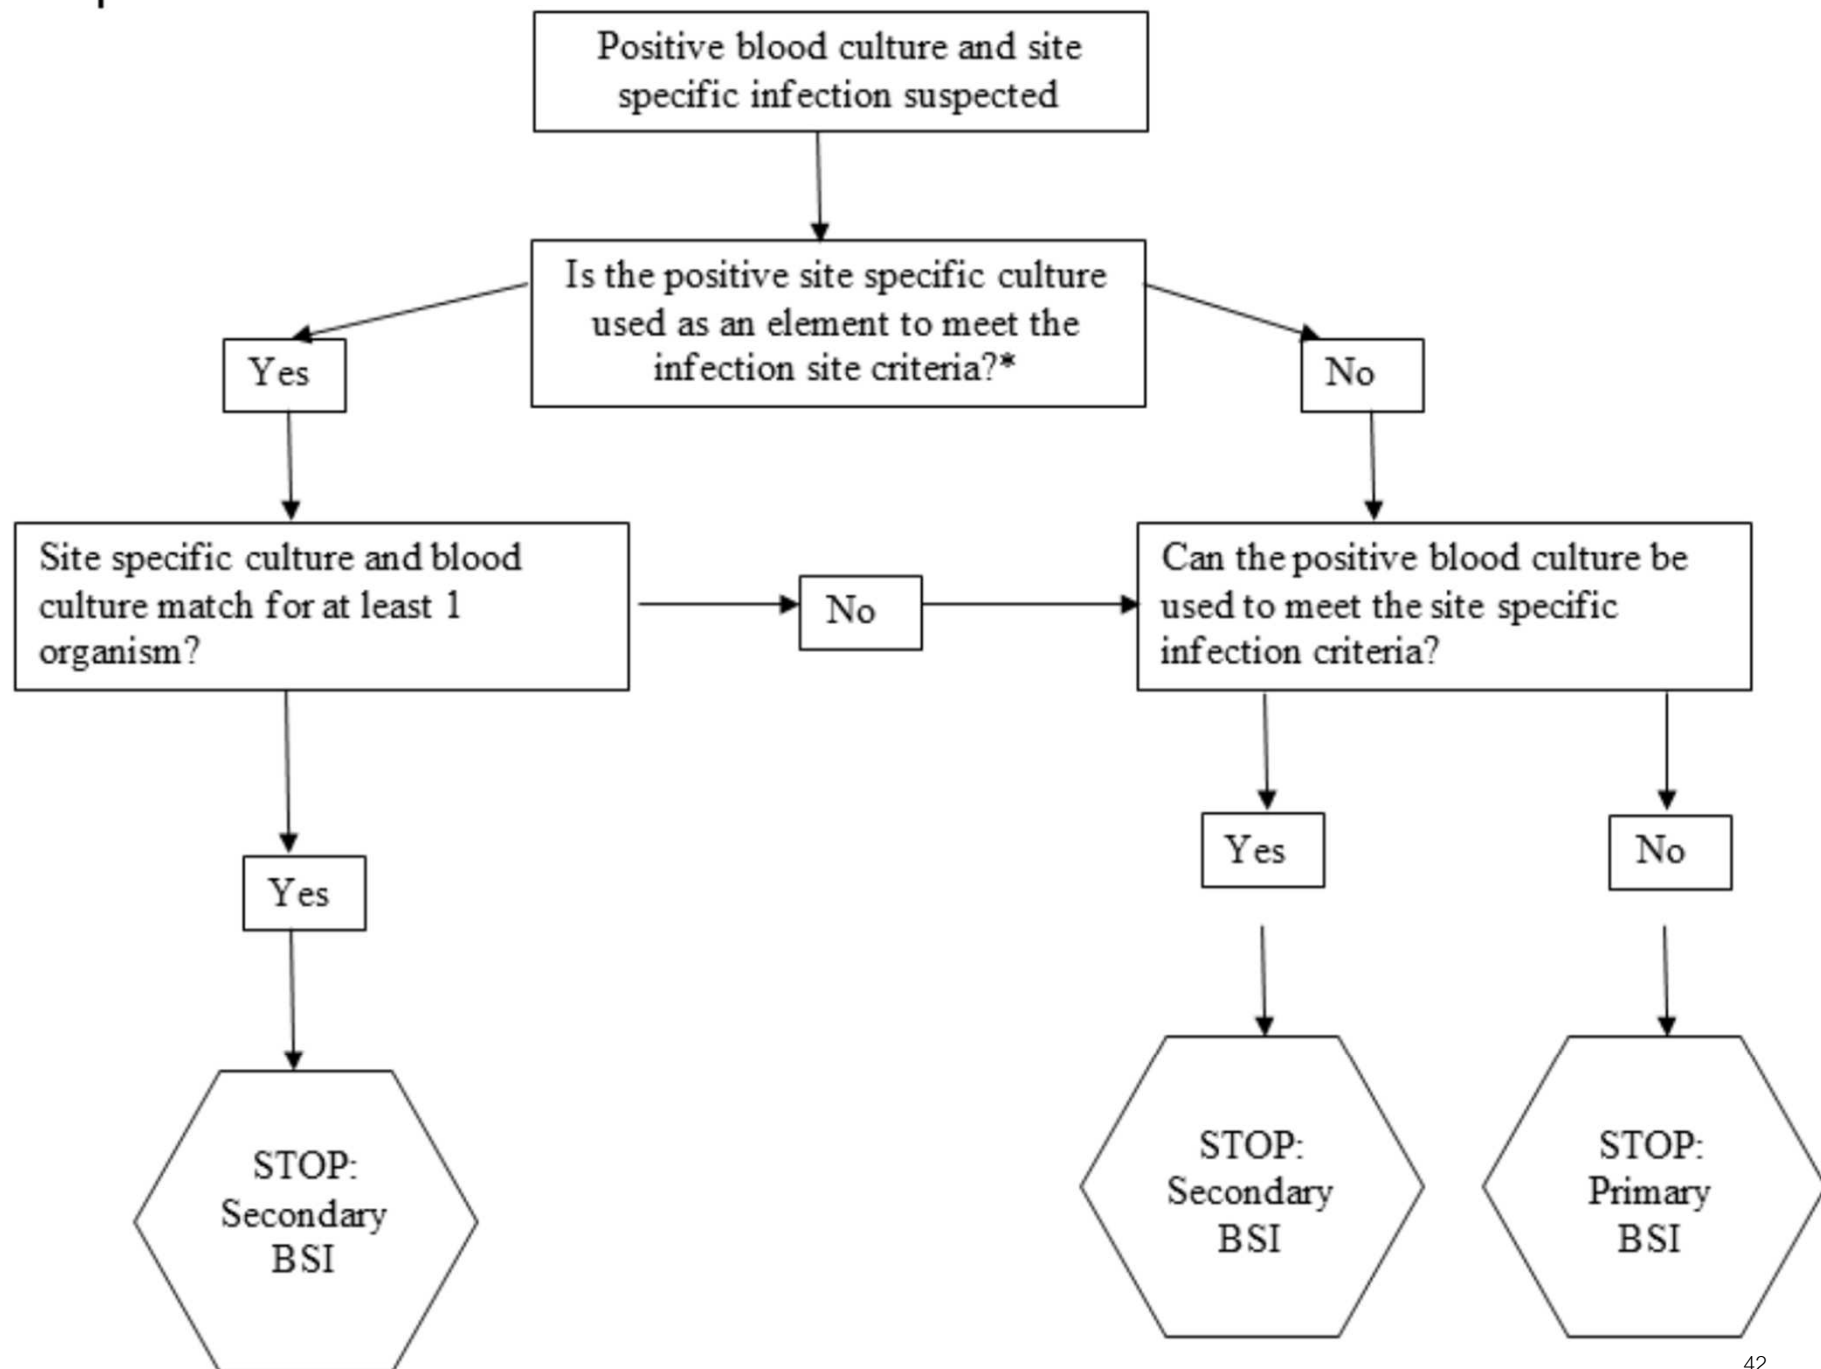 Positive blood culture and site
specific infection suspected
Is the positive site specific culture
used as an element to meet the
infection site criteria?*
Yes
No
Site specific culture and blood
culture match for at least 1
organism?
No
Can the positive blood culture be
used to meet the site specific
infection criteria?
Yes
Yes
No
STOP:
Secondary
BSI
STOP:
Secondary
BSI
STOP:
Primary
BSI
42